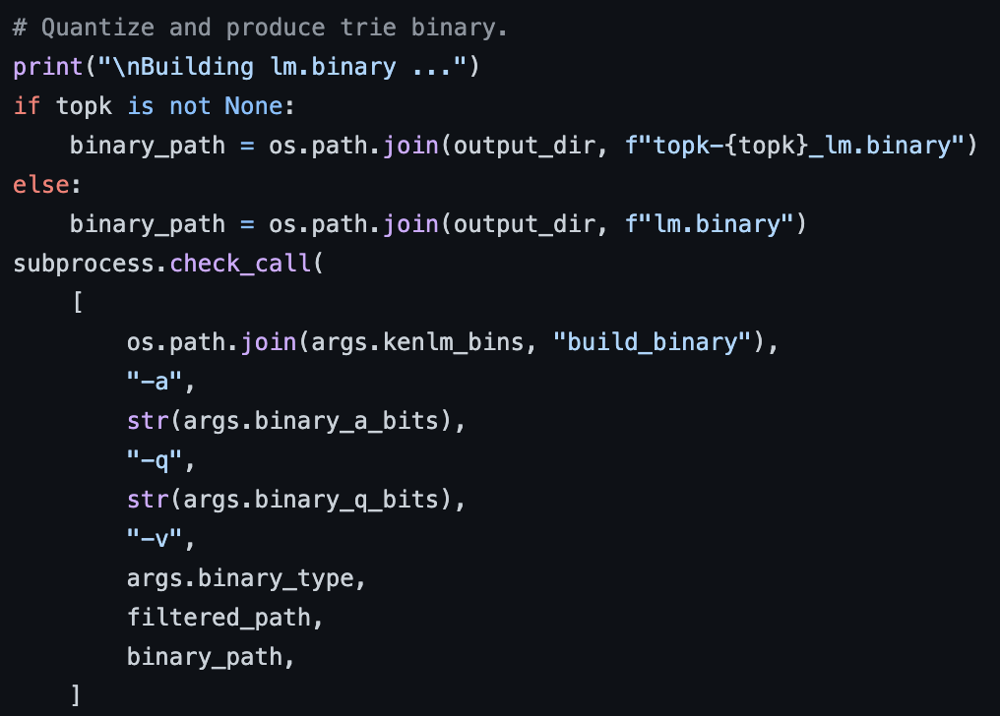 # Quantize and produce trie binary.
print("\nBuilding lm.binary ...")
if topk is not None:
    binary_path = os.path.join(output_dir, f"topk-{topk}_lm.binary")
else:
    binary_path = os.path.join(output_dir, f"lm.binary")
subprocess.check_call(
    [
        os.path.join(args.kenlm_bins, "build_binary"),
        "-a",
        str(args.binary_a_bits),
        "-q",
        str(args.binary_q_bits),
        "-v",
        args.binary_type,
        filtered_path,
        binary_path,
    ]